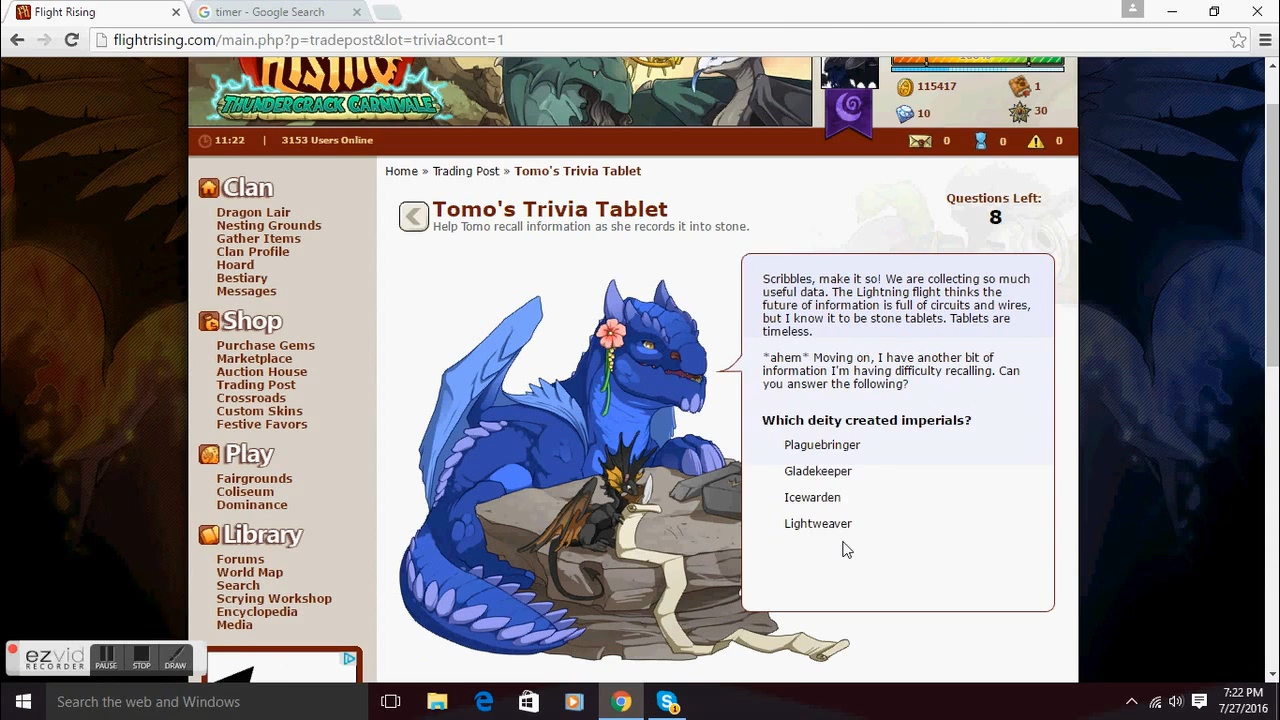 Flight Rising
timer - Google Search
flightrising.com/main.php?p=tradepost&lot=trivia&cont=1
RISING
THUNDERCRACK CARNIVALE
115417
1
10
30
11:22 | 3153 Users Online
0
0
0
Home » Trading Post » Tomo's Trivia Tablet
Clan
Dragon Lair
Nesting Grounds
Gather Items
Clan Profile
Hoard
Bestiary
Messages
Shop
Purchase Gems
Marketplace
Auction House
Trading Post
Crossroads
Custom Skins
Festive Favors
Play
Fairgrounds
Coliseum
Dominance
Library
Forums
World Map
Search
Scrying Workshop
Encyclopedia
Media
Tomo's Trivia Tablet
Help Tomo recall information as she records it into stone.
Questions Left:
8
Scribbles, make it so! We are collecting so much
useful data. The Lightning flight thinks the
future of information is full of circuits and wires,
but I know it to be stone tablets. Tablets are
timeless.
*ahem* Moving on, I have another bit of
information I'm having difficulty recalling. Can
you answer the following?
Which deity created imperials?
Plaguebringer
Gladekeeper
Icewarden
Lightweaver
ezvid
RECORDER
PAUSE
STOP
DRAW
Search the web and Windows
1
7:22 PM
7/27/2016